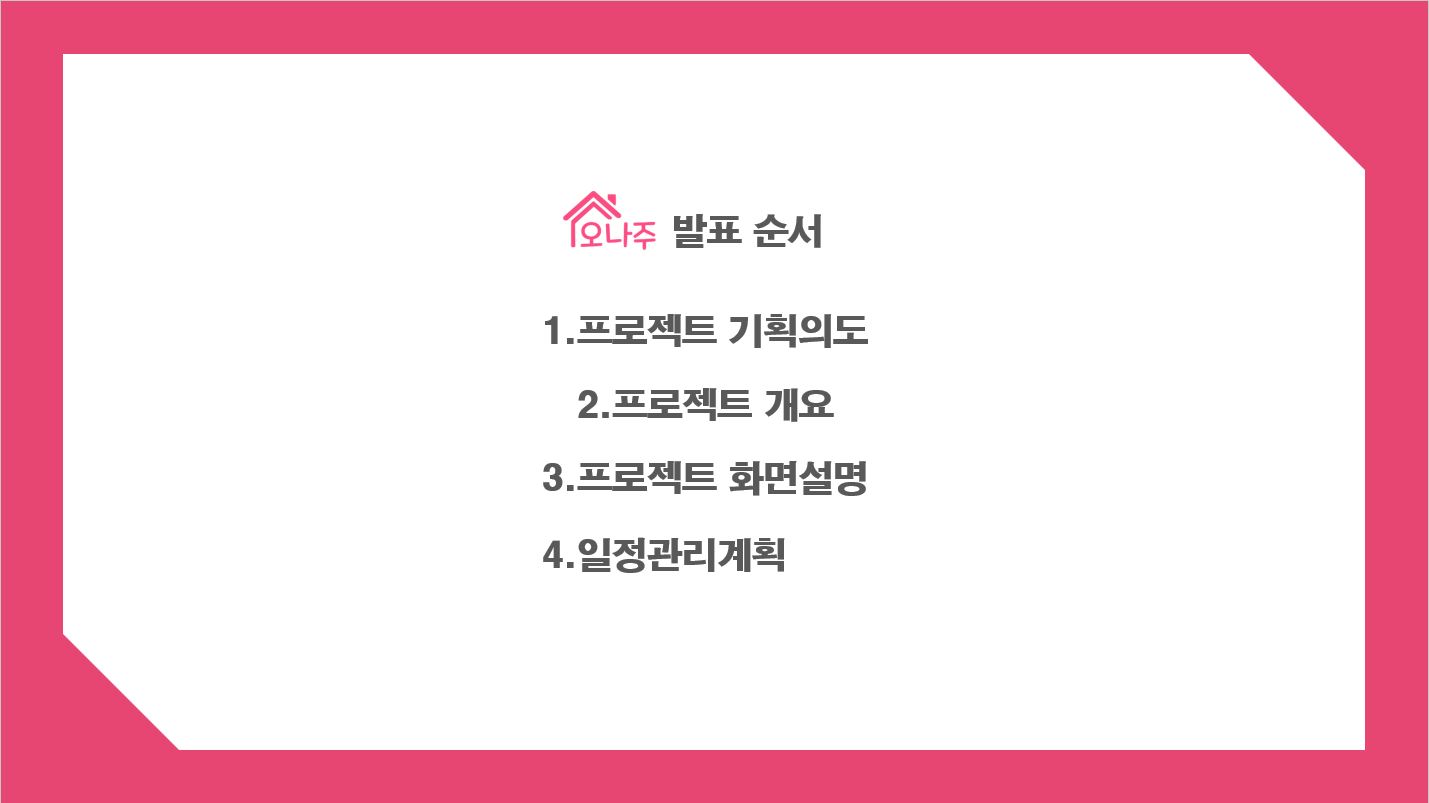 오나주 발표 순서
1.프로젝트 기획의도
2.프로젝트 개요
3.프로젝트 화면설명
4.일정관리계획